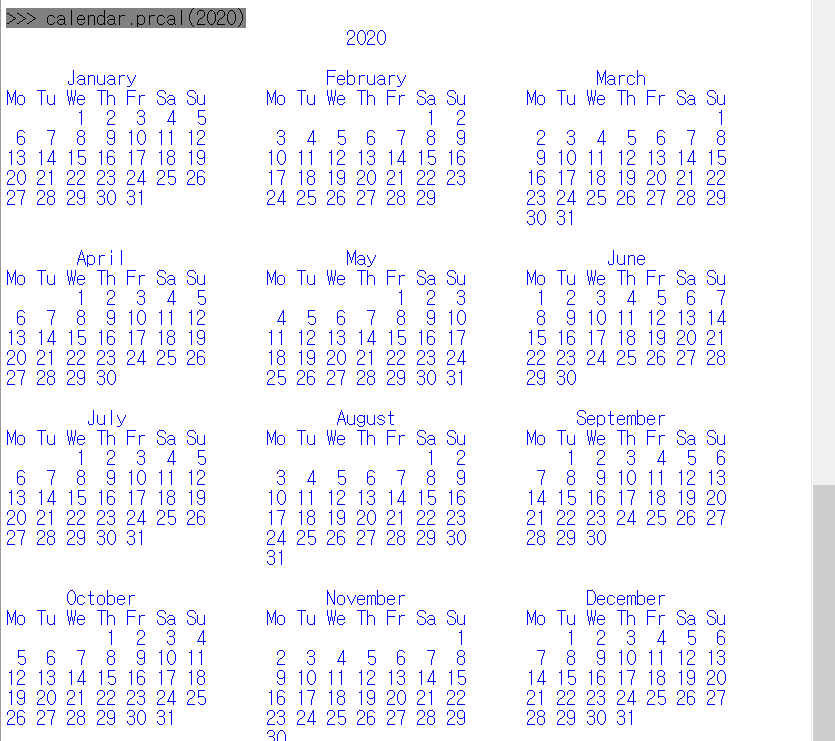 >>> calendar.prcal(2020)
                                  2020

      January                   February                   March
Mo Tu We Th Fr Sa Su      Mo Tu We Th Fr Sa Su      Mo Tu We Th Fr Sa Su
       1  2  3  4  5                      1  2                         1
 6  7  8  9 10 11 12       3  4  5  6  7  8  9       2  3  4  5  6  7  8
13 14 15 16 17 18 19      10 11 12 13 14 15 16       9 10 11 12 13 14 15
20 21 22 23 24 25 26      17 18 19 20 21 22 23      16 17 18 19 20 21 22
27 28 29 30 31            24 25 26 27 28 29         23 24 25 26 27 28 29
                                                    30 31

       April                      May                       June
Mo Tu We Th Fr Sa Su      Mo Tu We Th Fr Sa Su      Mo Tu We Th Fr Sa Su
       1  2  3  4  5                   1  2  3       1  2  3  4  5  6  7
 6  7  8  9 10 11 12       4  5  6  7  8  9 10       8  9 10 11 12 13 14
13 14 15 16 17 18 19      11 12 13 14 15 16 17      15 16 17 18 19 20 21
20 21 22 23 24 25 26      18 19 20 21 22 23 24      22 23 24 25 26 27 28
27 28 29 30               25 26 27 28 29 30 31      29 30

        July                     August                  September
Mo Tu We Th Fr Sa Su      Mo Tu We Th Fr Sa Su      Mo Tu We Th Fr Sa Su
       1  2  3  4  5                      1  2          1  2  3  4  5  6
 6  7  8  9 10 11 12       3  4  5  6  7  8  9       7  8  9 10 11 12 13
13 14 15 16 17 18 19      10 11 12 13 14 15 16      14 15 16 17 18 19 20
20 21 22 23 24 25 26      17 18 19 20 21 22 23      21 22 23 24 25 26 27
27 28 29 30 31            24 25 26 27 28 29 30      28 29 30
                          31

      October                   November                  December
Mo Tu We Th Fr Sa Su      Mo Tu We Th Fr Sa Su      Mo Tu We Th Fr Sa Su
          1  2  3  4                         1          1  2  3  4  5  6
 5  6  7  8  9 10 11       2  3  4  5  6  7  8       7  8  9 10 11 12 13
12 13 14 15 16 17 18       9 10 11 12 13 14 15      14 15 16 17 18 19 20
19 20 21 22 23 24 25      16 17 18 19 20 21 22      21 22 23 24 25 26 27
26 27 28 29 30 31         23 24 25 26 27 28 29      28 29 30 31
                          30